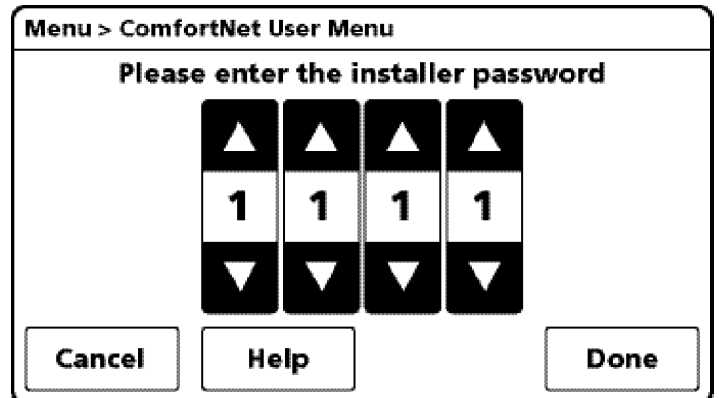 Menu > ComfortNet User Menu
Please enter the installer password
1 1 1 1
Cancel Help Done